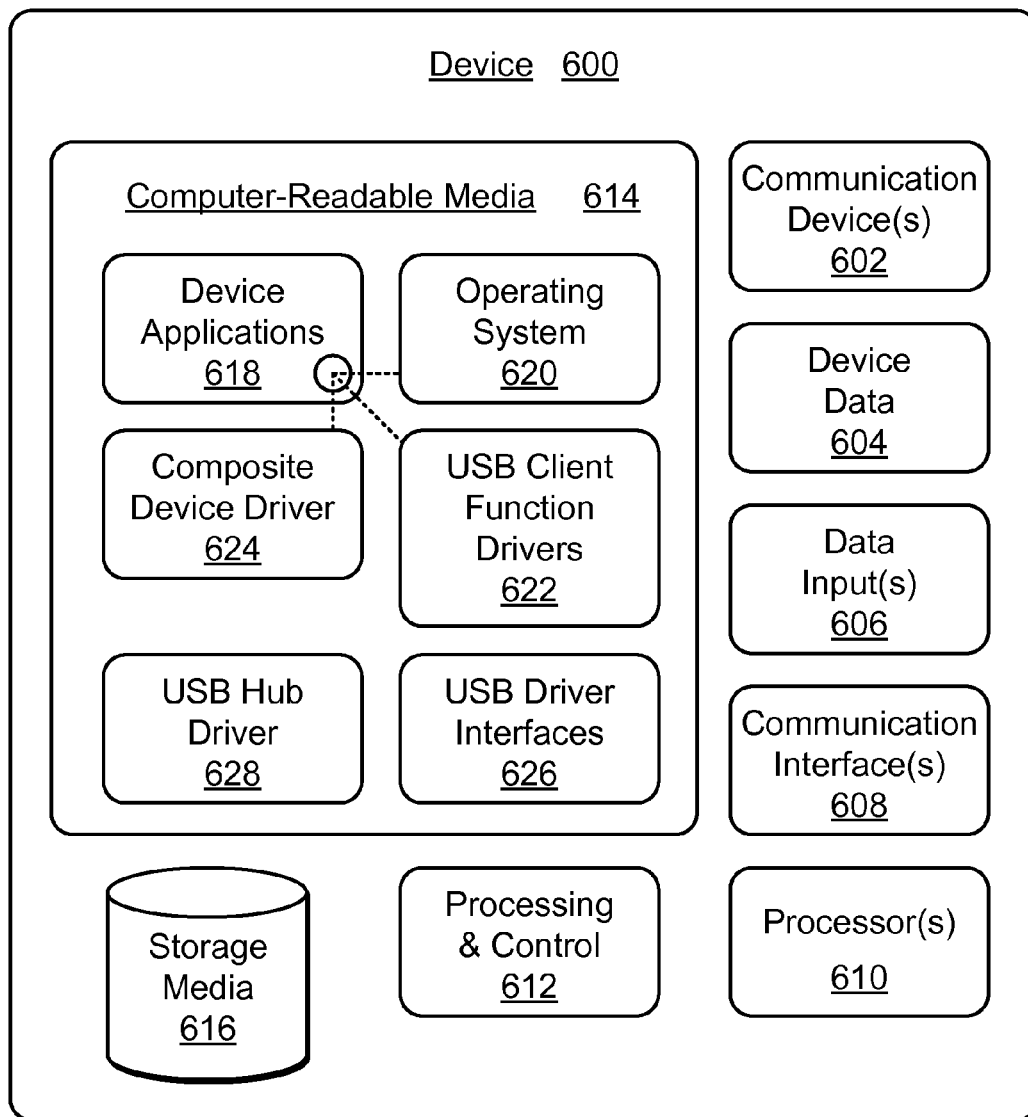 Device 600
Computer-Readable Media 614
Device
Applications
618
Operating
System
620
Composite
Device Driver
624
USB Client
Function
Drivers
622
USB Hub
Driver
628
USB Driver
Interfaces
626
Communication
Device(s)
602
Device
Data
604
Data
Input(s)
606
Communication
Interface(s)
608
Storage
Media
616
Processing
& Control
612
Processor(s)
610